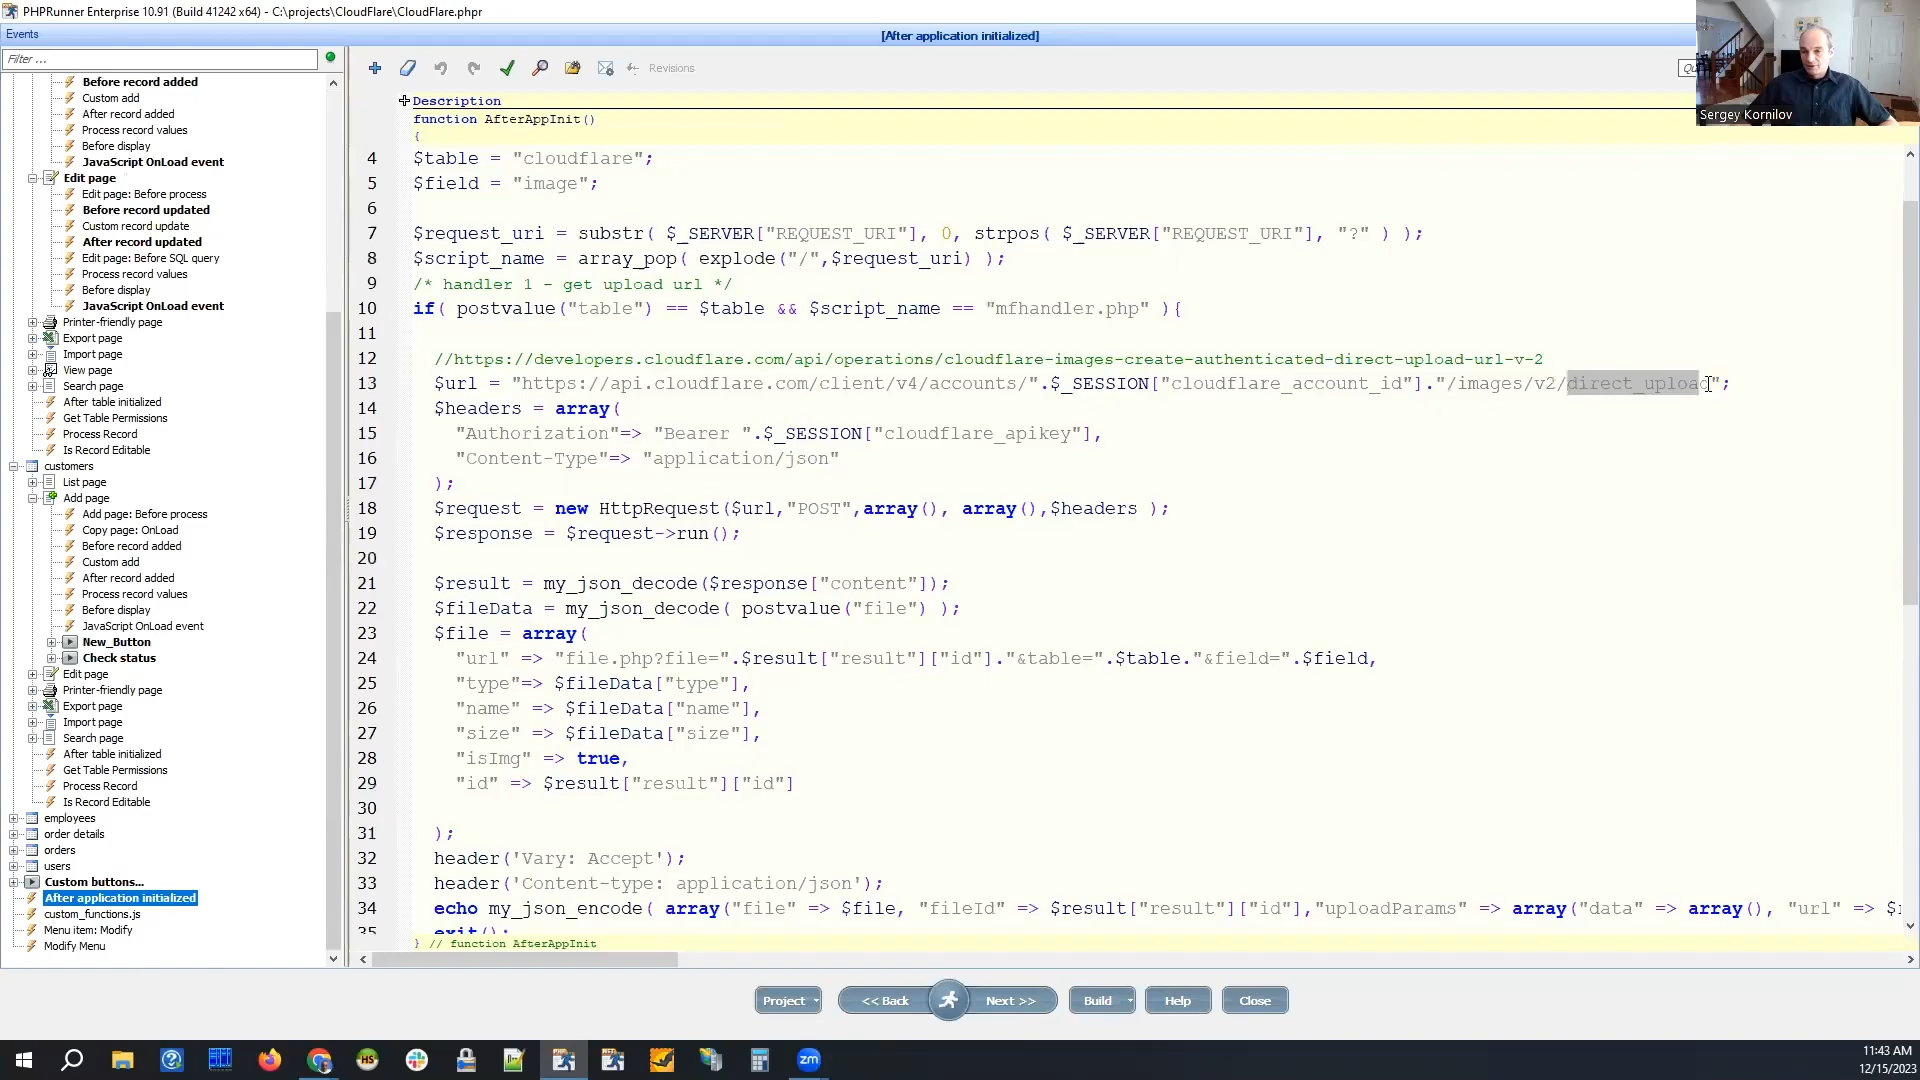 PHPRunner Enterprise 10.91 (Build 41242 x64) - C:\projects\CloudFlare\CloudFlare.phpr
Events
[After application initialized]
Filter ...
Revisions
Sergey Kornilov
Before record added
Custom add
After record added
Process record values
Before display
JavaScript OnLoad event
Edit page
Edit page: Before process
Before record updated
Custom record update
After record updated
Edit page: Before SQL query
Process record values
Before display
JavaScript OnLoad event
Printer-friendly page
Export page
Import page
View page
Search page
After table initialized
Get Table Permissions
Process Record
Is Record Editable
customers
List page
Add page
Add page: Before process
Copy page: OnLoad
Before record added
Custom add
After record added
Process record values
Before display
JavaScript OnLoad event
New_Button
Check status
Edit page
Printer-friendly page
Export page
Import page
Search page
After table initialized
Get Table Permissions
Process Record
Is Record Editable
employees
order details
orders
users
Custom buttons...
After application initialized
custom_functions.js
Menu item: Modify
Modify Menu
Description
function AfterAppInit()
{
4 $table = "cloudflare";
5 $field = "image";
6
7 $request_uri = substr( $_SERVER["REQUEST_URI"], 0, strpos( $_SERVER["REQUEST_URI"], "?" ) );
8 $script_name = array_pop( explode("/",$request_uri) );
9 /* handler 1 - get upload url */
10 if( postvalue("table") == $table && $script_name == "mfhandler.php" ){
11
12 //https://developers.cloudflare.com/api/operations/cloudflare-images-create-authenticated-direct-upload-url-v-2
13 $url = "https://api.cloudflare.com/client/v4/accounts/".$_SESSION["cloudflare_account_id"]."/images/v2/direct_upload";
14 $headers = array(
15 "Authorization"=> "Bearer ".$_SESSION["cloudflare_apikey"],
16 "Content-Type"=> "application/json"
17 );
18 $request = new HttpRequest($url,"POST",array(), array(),$headers );
19 $response = $request->run();
20
21 $result = my_json_decode($response["content"]);
22 $fileData = my_json_decode( postvalue("file") );
23 $file = array(
24 "url" => "file.php?file=".$result["result"]["id"]."&table=".$table."&field=".$field,
25 "type"=> $fileData["type"],
26 "name" => $fileData["name"],
27 "size" => $fileData["size"],
28 "isImg" => true,
29 "id" => $result["result"]["id"]
30
31 );
32 header('Vary: Accept');
33 header('Content-type: application/json');
34 echo my_json_encode( array("file" => $file, "fileId" => $result["result"]["id"],"uploadParams" => array("data" => array(), "url" =>
35 exit();
} // function AfterAppInit
Project
<< Back
Next >>
Build
Help
Close
HS
zm
11:43 AM
12/15/2023